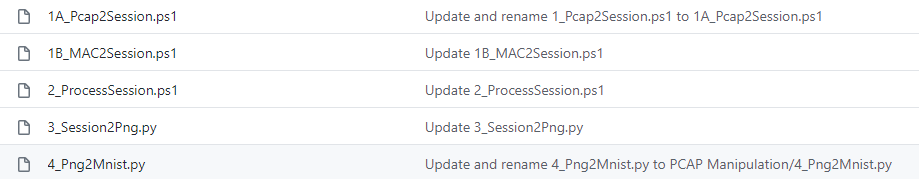 1A_Pcap2Session.ps1 Update and rename 1_Pcap2Session.ps1 to 1A_Pcap2Session.ps1
1B_MAC2Session.ps1 Update 1B_MAC2Session.ps1
2_ProcessSession.ps1 Update 2_ProcessSession.ps1
3_Session2Png.py Update 3_Session2Png.py
4_Png2Mnist.py Update and rename 4_Png2Mnist.py to PCAP Manipulation/4_Png2Mnist.py